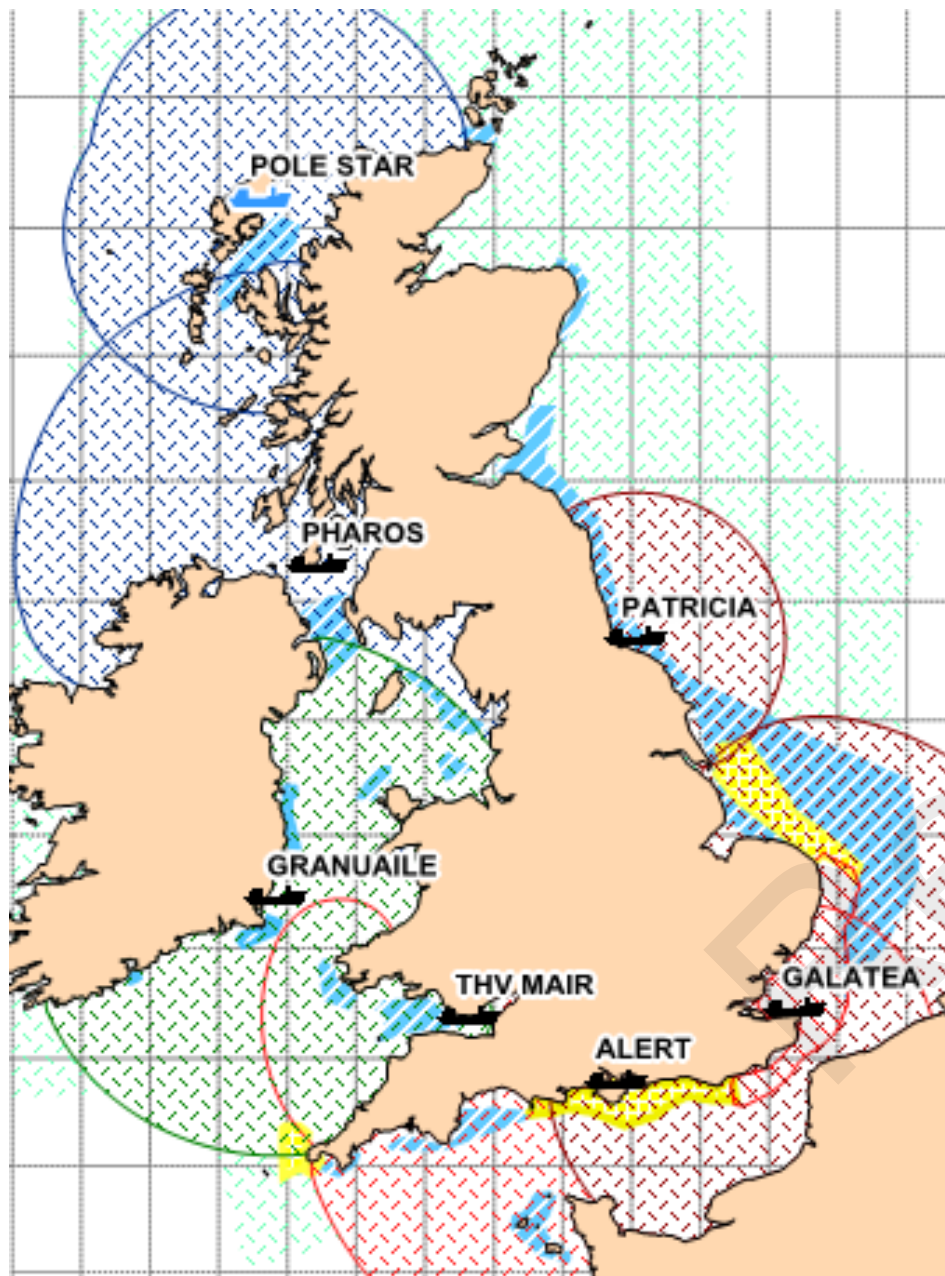 POLE STAR
PHAROS
PATRICIA
GRANUAILE
THV MAIR
GALATEA
ALERT